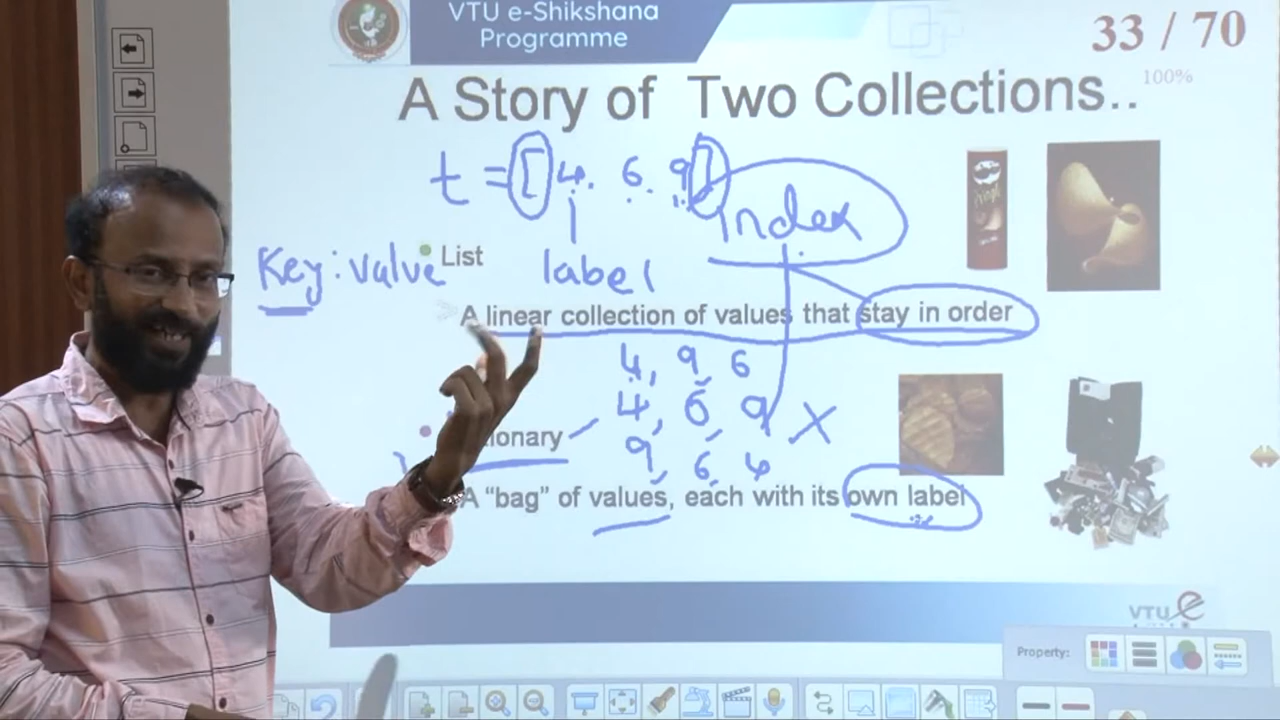 VTU e-Shikshana
Programme
33 / 70
100%
A Story of Two Collections..
t = [ 4. 6. 9 ]
index
List
Key: value
label
A linear collection of values that stay in order
4, 9, 6
4, 6, 9 X
tionary
9, 6, 4
A “bag” of values, each with its own label
VTU e
Property: